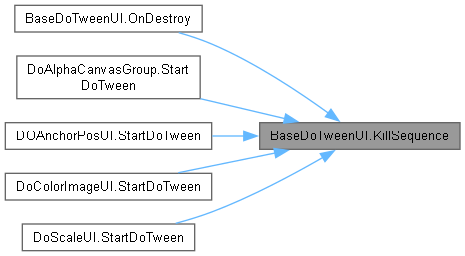 BaseDoTweenUI.OnDestroy
DoAlphaCanvasGroup.Start
DoTween
DOAnchorPosUI.StartDoTween
BaseDoTweenUI.KillSequence
DoColorImageUI.StartDoTween
DoScaleUI.StartDoTween